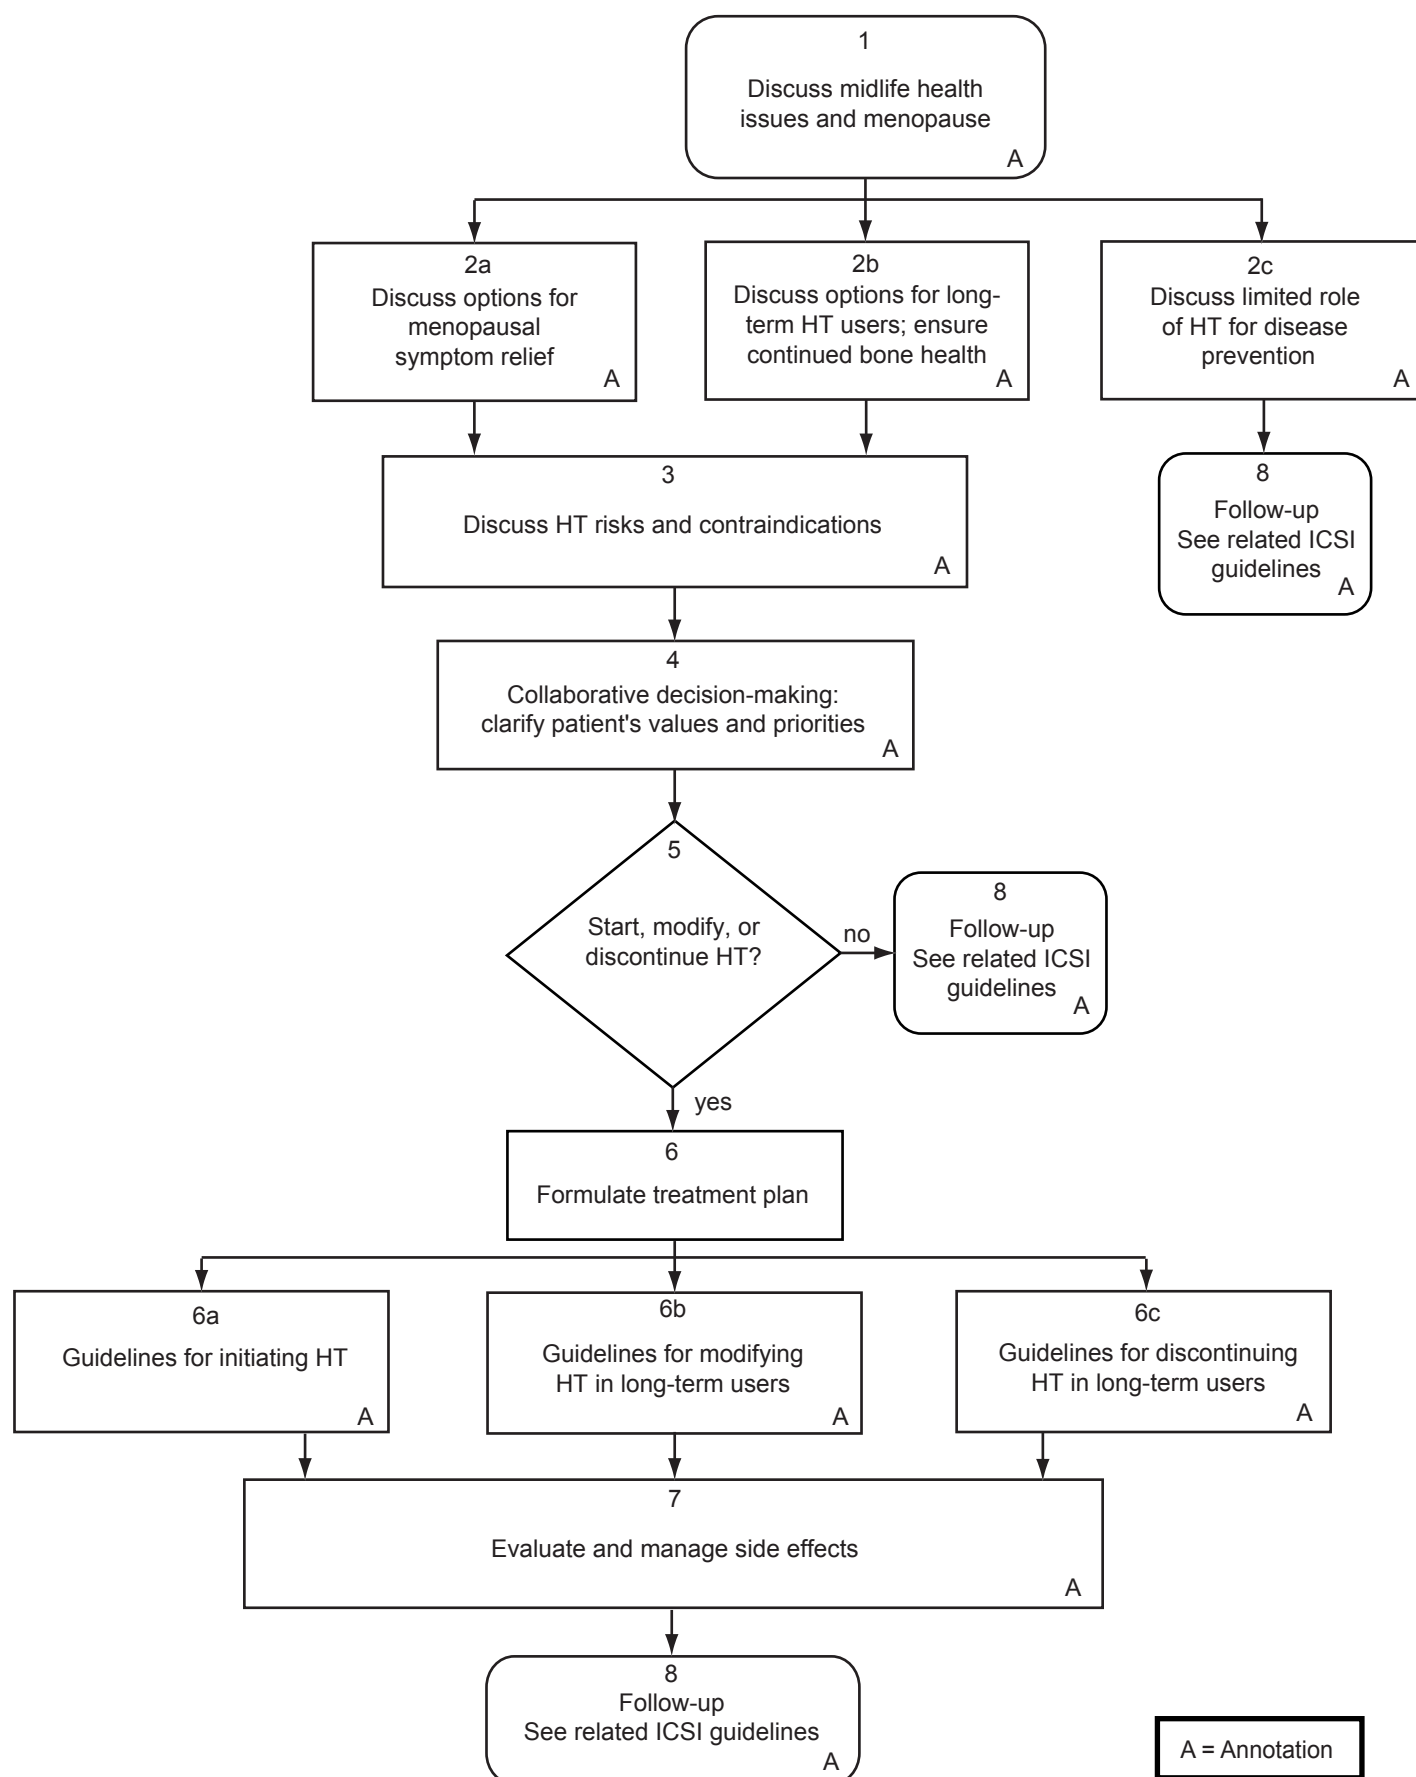 1
Discuss midlife health
issues and menopause
A
2a
Discuss options for
menopausal
symptom relief
A
2b
Discuss options for long-
term HT users; ensure
continued bone health
A
2c
Discuss limited role
of HT for disease
prevention
A
3
Discuss HT risks and contraindications
A
8
Follow-up
See related ICSI
guidelines
A
4
Collaborative decision-making:
clarify patient's values and priorities
A
5
Start, modify, or
discontinue HT?
no
8
Follow-up
See related ICSI
guidelines
A
yes
6
Formulate treatment plan
6a
Guidelines for initiating HT
A
6b
Guidelines for modifying
HT in long-term users
A
6c
Guidelines for discontinuing
HT in long-term users
A
7
Evaluate and manage side effects
A
8
Follow-up
See related ICSI guidelines
A
A = Annotation